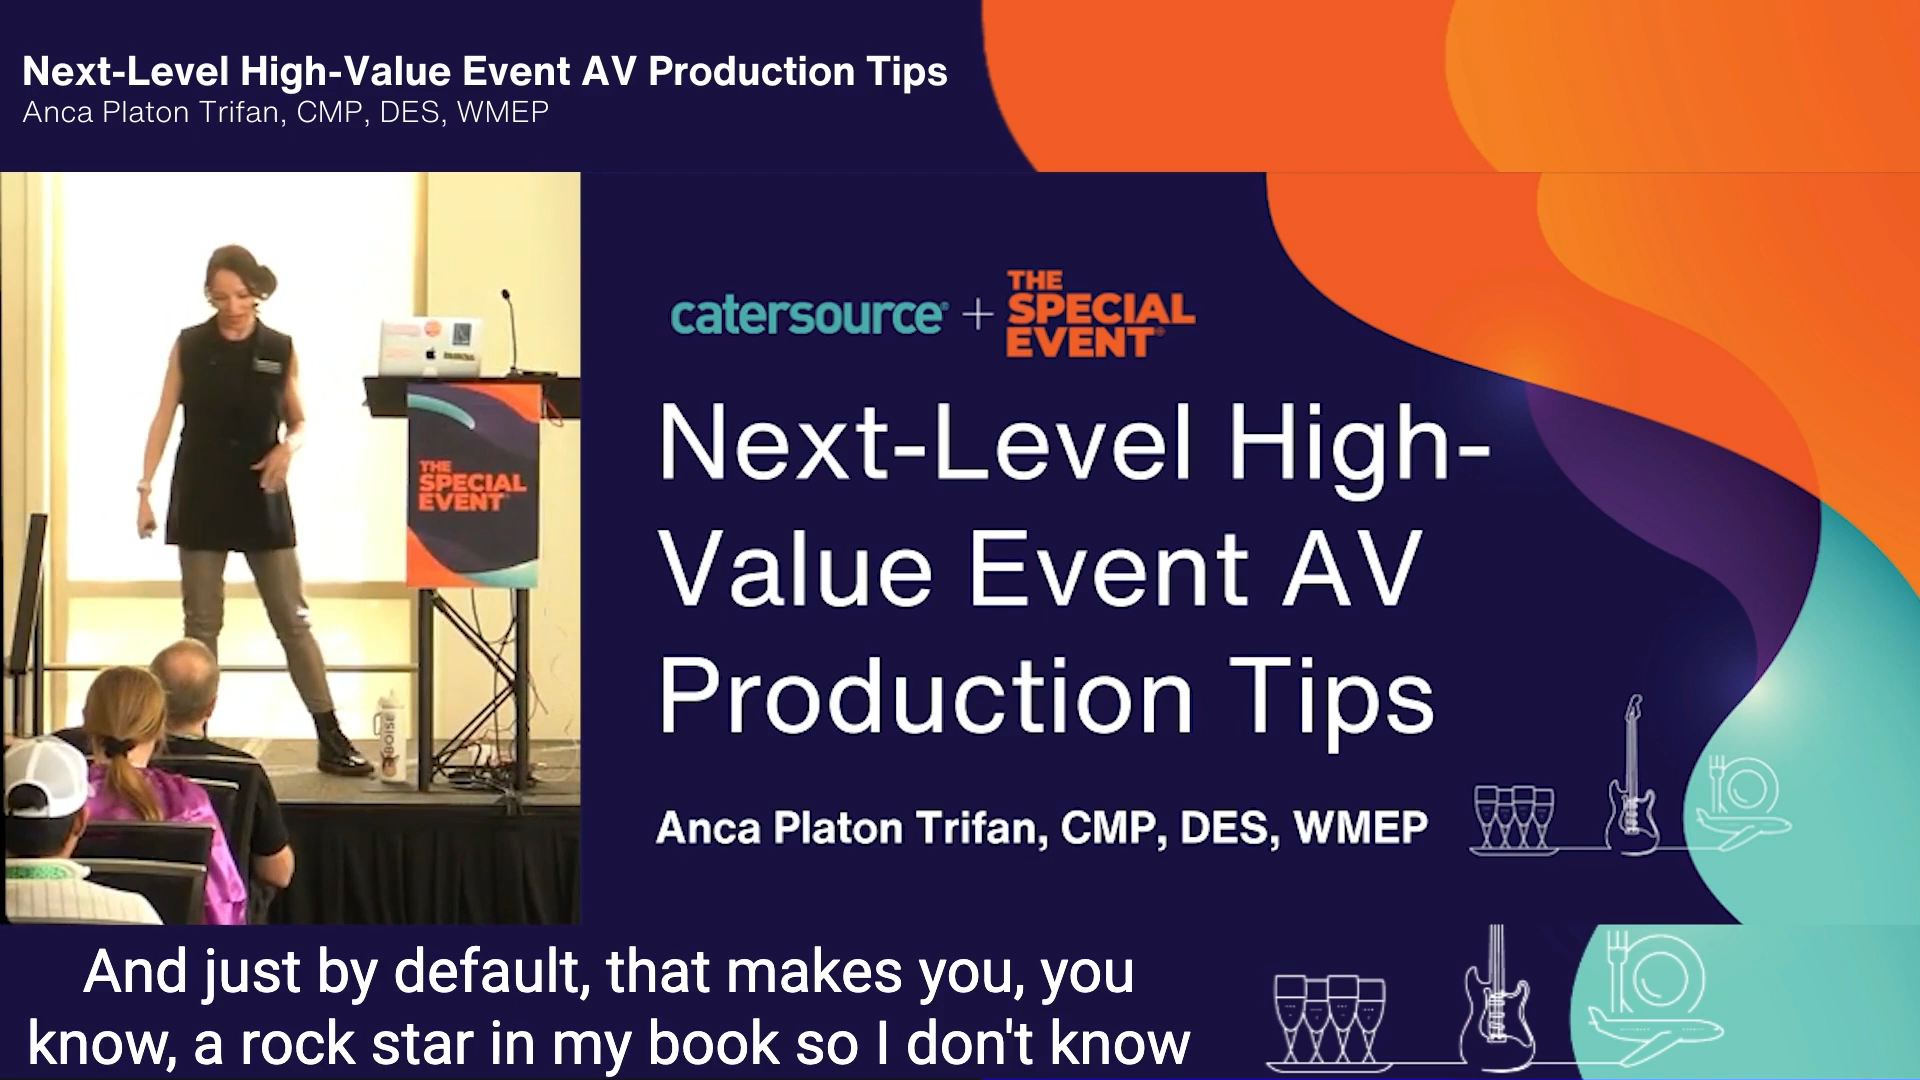 Next-Level High-Value Event AV Production Tips
Anca Platon Trifan, CMP, DES, WMEP
catersource® + THE SPECIAL EVENT®
Next-Level High-
Value Event AV
Production Tips
Anca Platon Trifan, CMP, DES, WMEP
THE
SPECIAL
EVENT
BOISE
And just by default, that makes you, you
know, a rock star in my book so I don't know